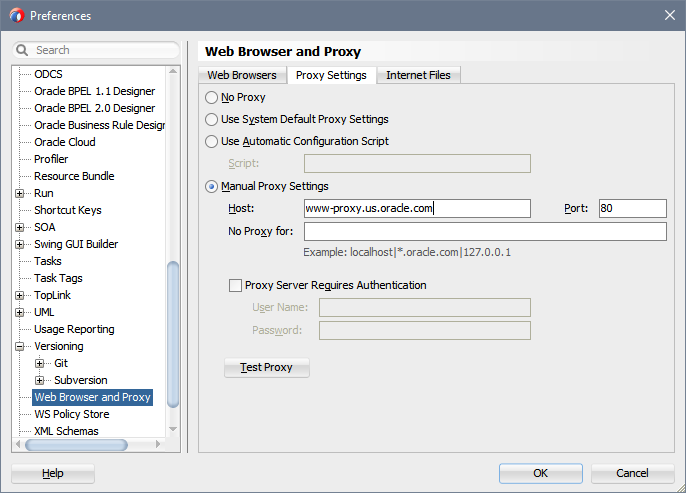 Preferences
Search
ODCS
Oracle BPEL 1.1 Designer
Oracle BPEL 2.0 Designer
Oracle Business Rule Design
Oracle Cloud
Profiler
Resource Bundle
Run
Shortcut Keys
SOA
Swing GUI Builder
Tasks
Task Tags
TopLink
UML
Usage Reporting
Versioning
Git
Subversion
Web Browser and Proxy
WS Policy Store
XML Schemas
Web Browser and Proxy
Web Browsers Proxy Settings Internet Files
No Proxy
Use System Default Proxy Settings
Use Automatic Configuration Script
Script:
Manual Proxy Settings
Host: www-proxy.us.oracle.com Port: 80
No Proxy for:
Example: localhost|*.oracle.com|127.0.0.1
Proxy Server Requires Authentication
User Name:
Password:
Test Proxy
Help OK Cancel